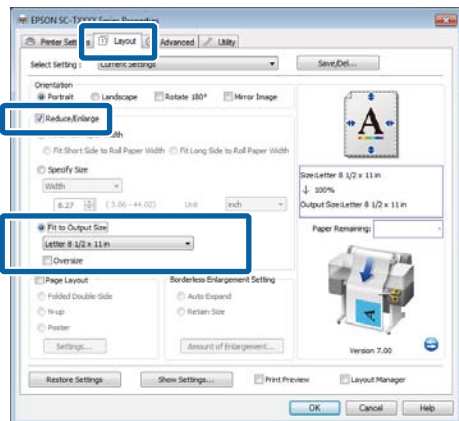 EPSON SC-TXXXX Series Properties
Printer Settings Layout Advanced Utility
Select Setting : Current Settings Save/Del...
Orientation
Portrait Landscape Rotate 180° Mirror Image
Reduce/Enlarge
Fit Short Side to Roll Paper Width Fit Long Side to Roll Paper Width
Specify Size
Width
8.27 (3.06 - 44.02) Unit inch
Fit to Output Size
Letter 8 1/2 x 11 in
Oversize
Page Layout
Folded Double-Side
N-up
Poster
Settings...
Borderless Enlargement Setting
Auto Expand
Retain Size
Amount of Enlargement...
A
Size:Letter 8 1/2 x 11 in
↓ 100%
Output Size:Letter 8 1/2 x 11 in
Paper Remaining:
Version 7.00
Restore Settings Show Settings... Print Preview Layout Manager
OK Cancel Help